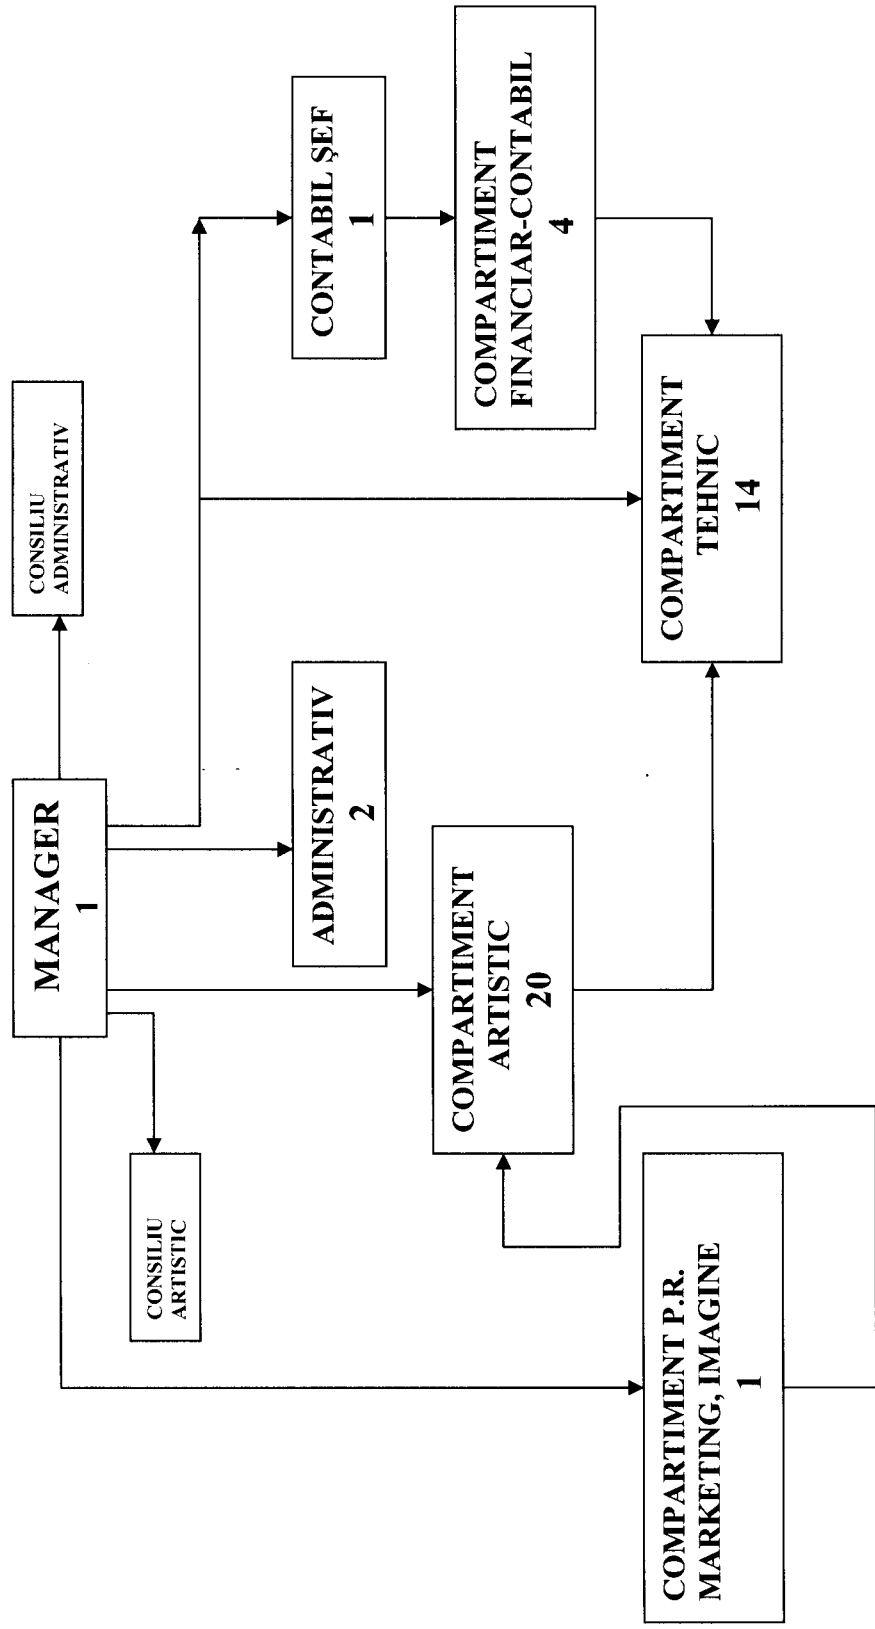 MANAGER
1
CONSILIU
ADMINISTRATIV
CONSILIU
ARTISTIC
ADMINISTRATIV
2
CONTABIL ŞEF
1
COMPARTIMENT
ARTISTIC
20
COMPARTIMENT
FINANCIAR-CONTABIL
4
COMPARTIMENT P.R.
MARKETING, IMAGINE
1
COMPARTIMENT
TEHNIC
14